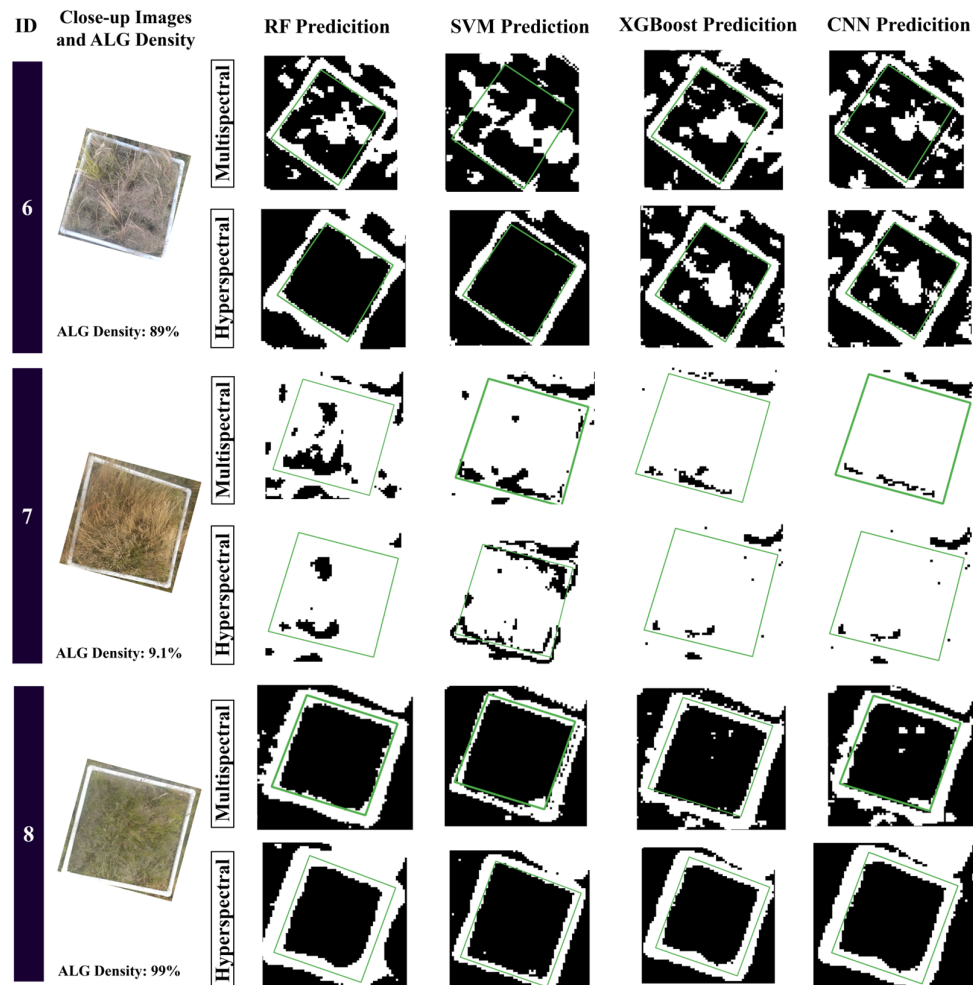 ID
Close-up Images
and ALG Density
RF Predicition
SVM Predicition
XGBoost Predicition
CNN Predicition
6
Multispectral
Hyperspectral
ALG Density: 89%
7
Multispectral
Hyperspectral
ALG Density: 9.1%
8
Multispectral
Hyperspectral
ALG Density: 99%